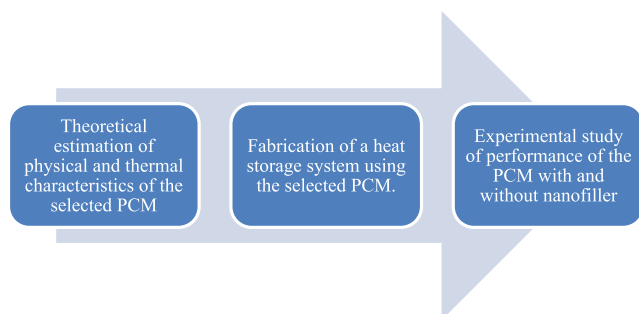 Theoretical
estimation of
physical and thermal
characteristics of the
selected PCM
Fabrication of a heat
storage system using
the selected PCM.
Experimental study
of performance of the
PCM with and
without nanofiller